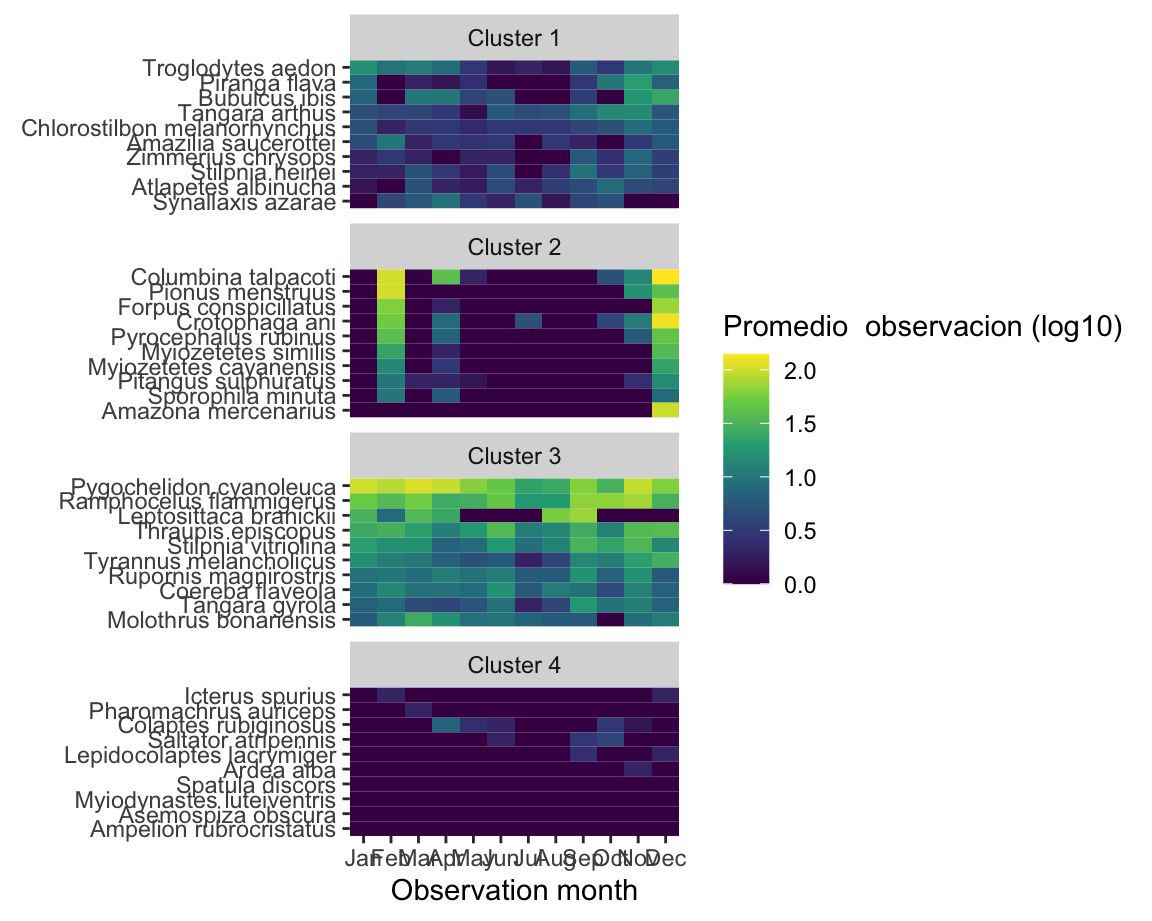 Cluster 1
Troglodytes aedon
Piranga flava
Bubulcus ibis
Tangara arthus
Chlorostilbon melanorhynchus
Amazilia saucerottei
Zimmerius chrysops
Stilpnia heinei
Atlapetes albinucha
Synallaxis azarae
Cluster 2
Columbina talpacoti
Pionus menstruus
Forpus conspicillatus
Crotophaga ani
Pyrocephalus rubinus
Myiozetetes similis
Myiozetetes cayanensis
Pitangus sulphuratus
Sporophila minuta
Amazona mercenarius
Cluster 3
Pygochelidon cyanoleuca
Ramphocelus flammigerus
Leptosittaca branickii
Thraupis episcopus
Stilpnia vitriolina
Tyrannus melancholicus
Rupornis magnirostris
Coereba flaveola
Tangara gyrola
Molothrus bonariensis
Cluster 4
Icterus spurius
Pharomachrus auriceps
Colaptes rubiginosus
Saltator atripennis
Lepidocolaptes lacrymiger
Ardea alba
Spatula discors
Myiodynastes luteiventris
Asemospiza obscura
Ampelion rubrocristatus
Jan Feb Mar Apr May Jun Jul Aug Sep Oct Nov Dec
Observation month
Promedio  observacion (log10)
2.0
1.5
1.0
0.5
0.0